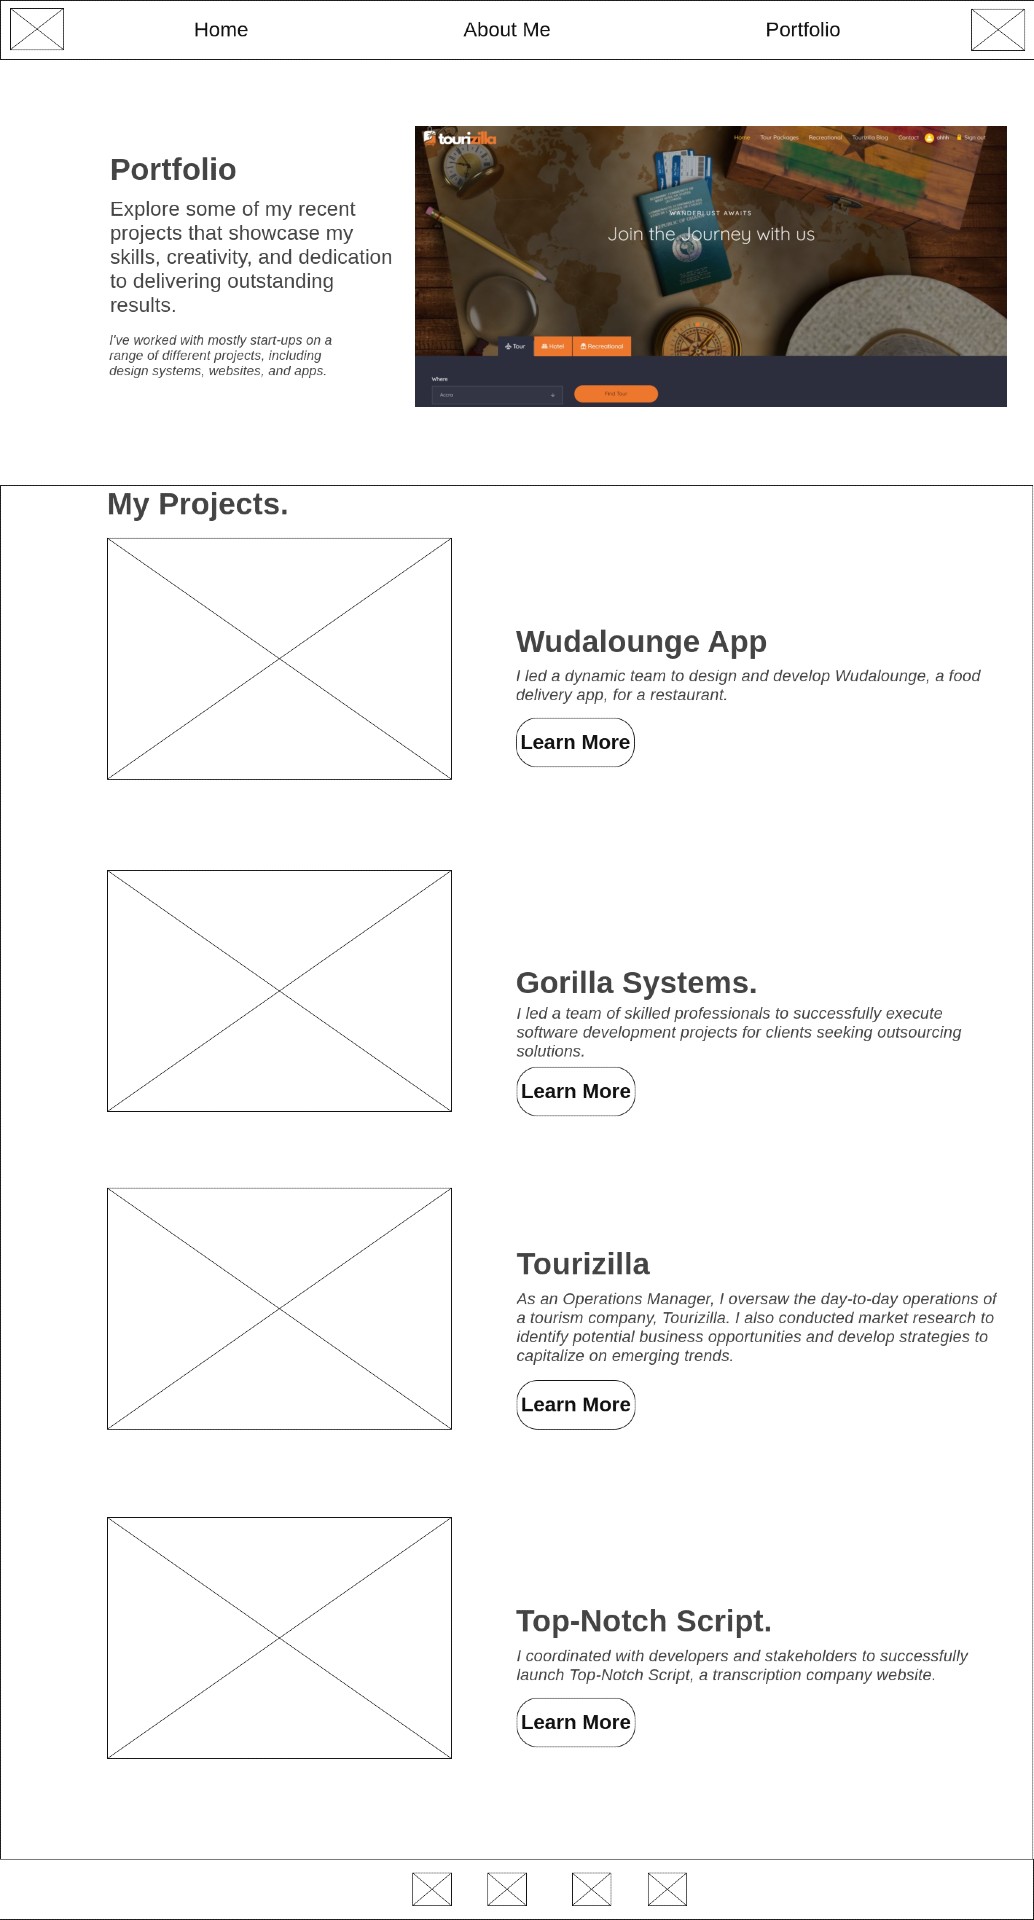 Home
About Me
Portfolio
Portfolio
Explore some of my recent
projects that showcase my
skills, creativity, and dedication
to delivering outstanding
results.
I've worked with mostly start-ups on a
range of different projects, including
design systems, websites, and apps.
tourizilla
Home
Tour Packages
Recreational
Tourizilla Blog
Contact
Sign out
WANDERLUST AWAITS
Join the Journey with us
Tour
Hotel
Recreational
Where
Accra
Find Tour
My Projects.
Wudalounge App
I led a dynamic team to design and develop Wudalounge, a food
delivery app, for a restaurant.
Learn More
Gorilla Systems.
I led a team of skilled professionals to successfully execute
software development projects for clients seeking outsourcing
solutions.
Learn More
Tourizilla
As an Operations Manager, I oversaw the day-to-day operations of
a tourism company, Tourizilla. I also conducted market research to
identify potential business opportunities and develop strategies to
capitalize on emerging trends.
Learn More
Top-Notch Script.
I coordinated with developers and stakeholders to successfully
launch Top-Notch Script, a transcription company website.
Learn More